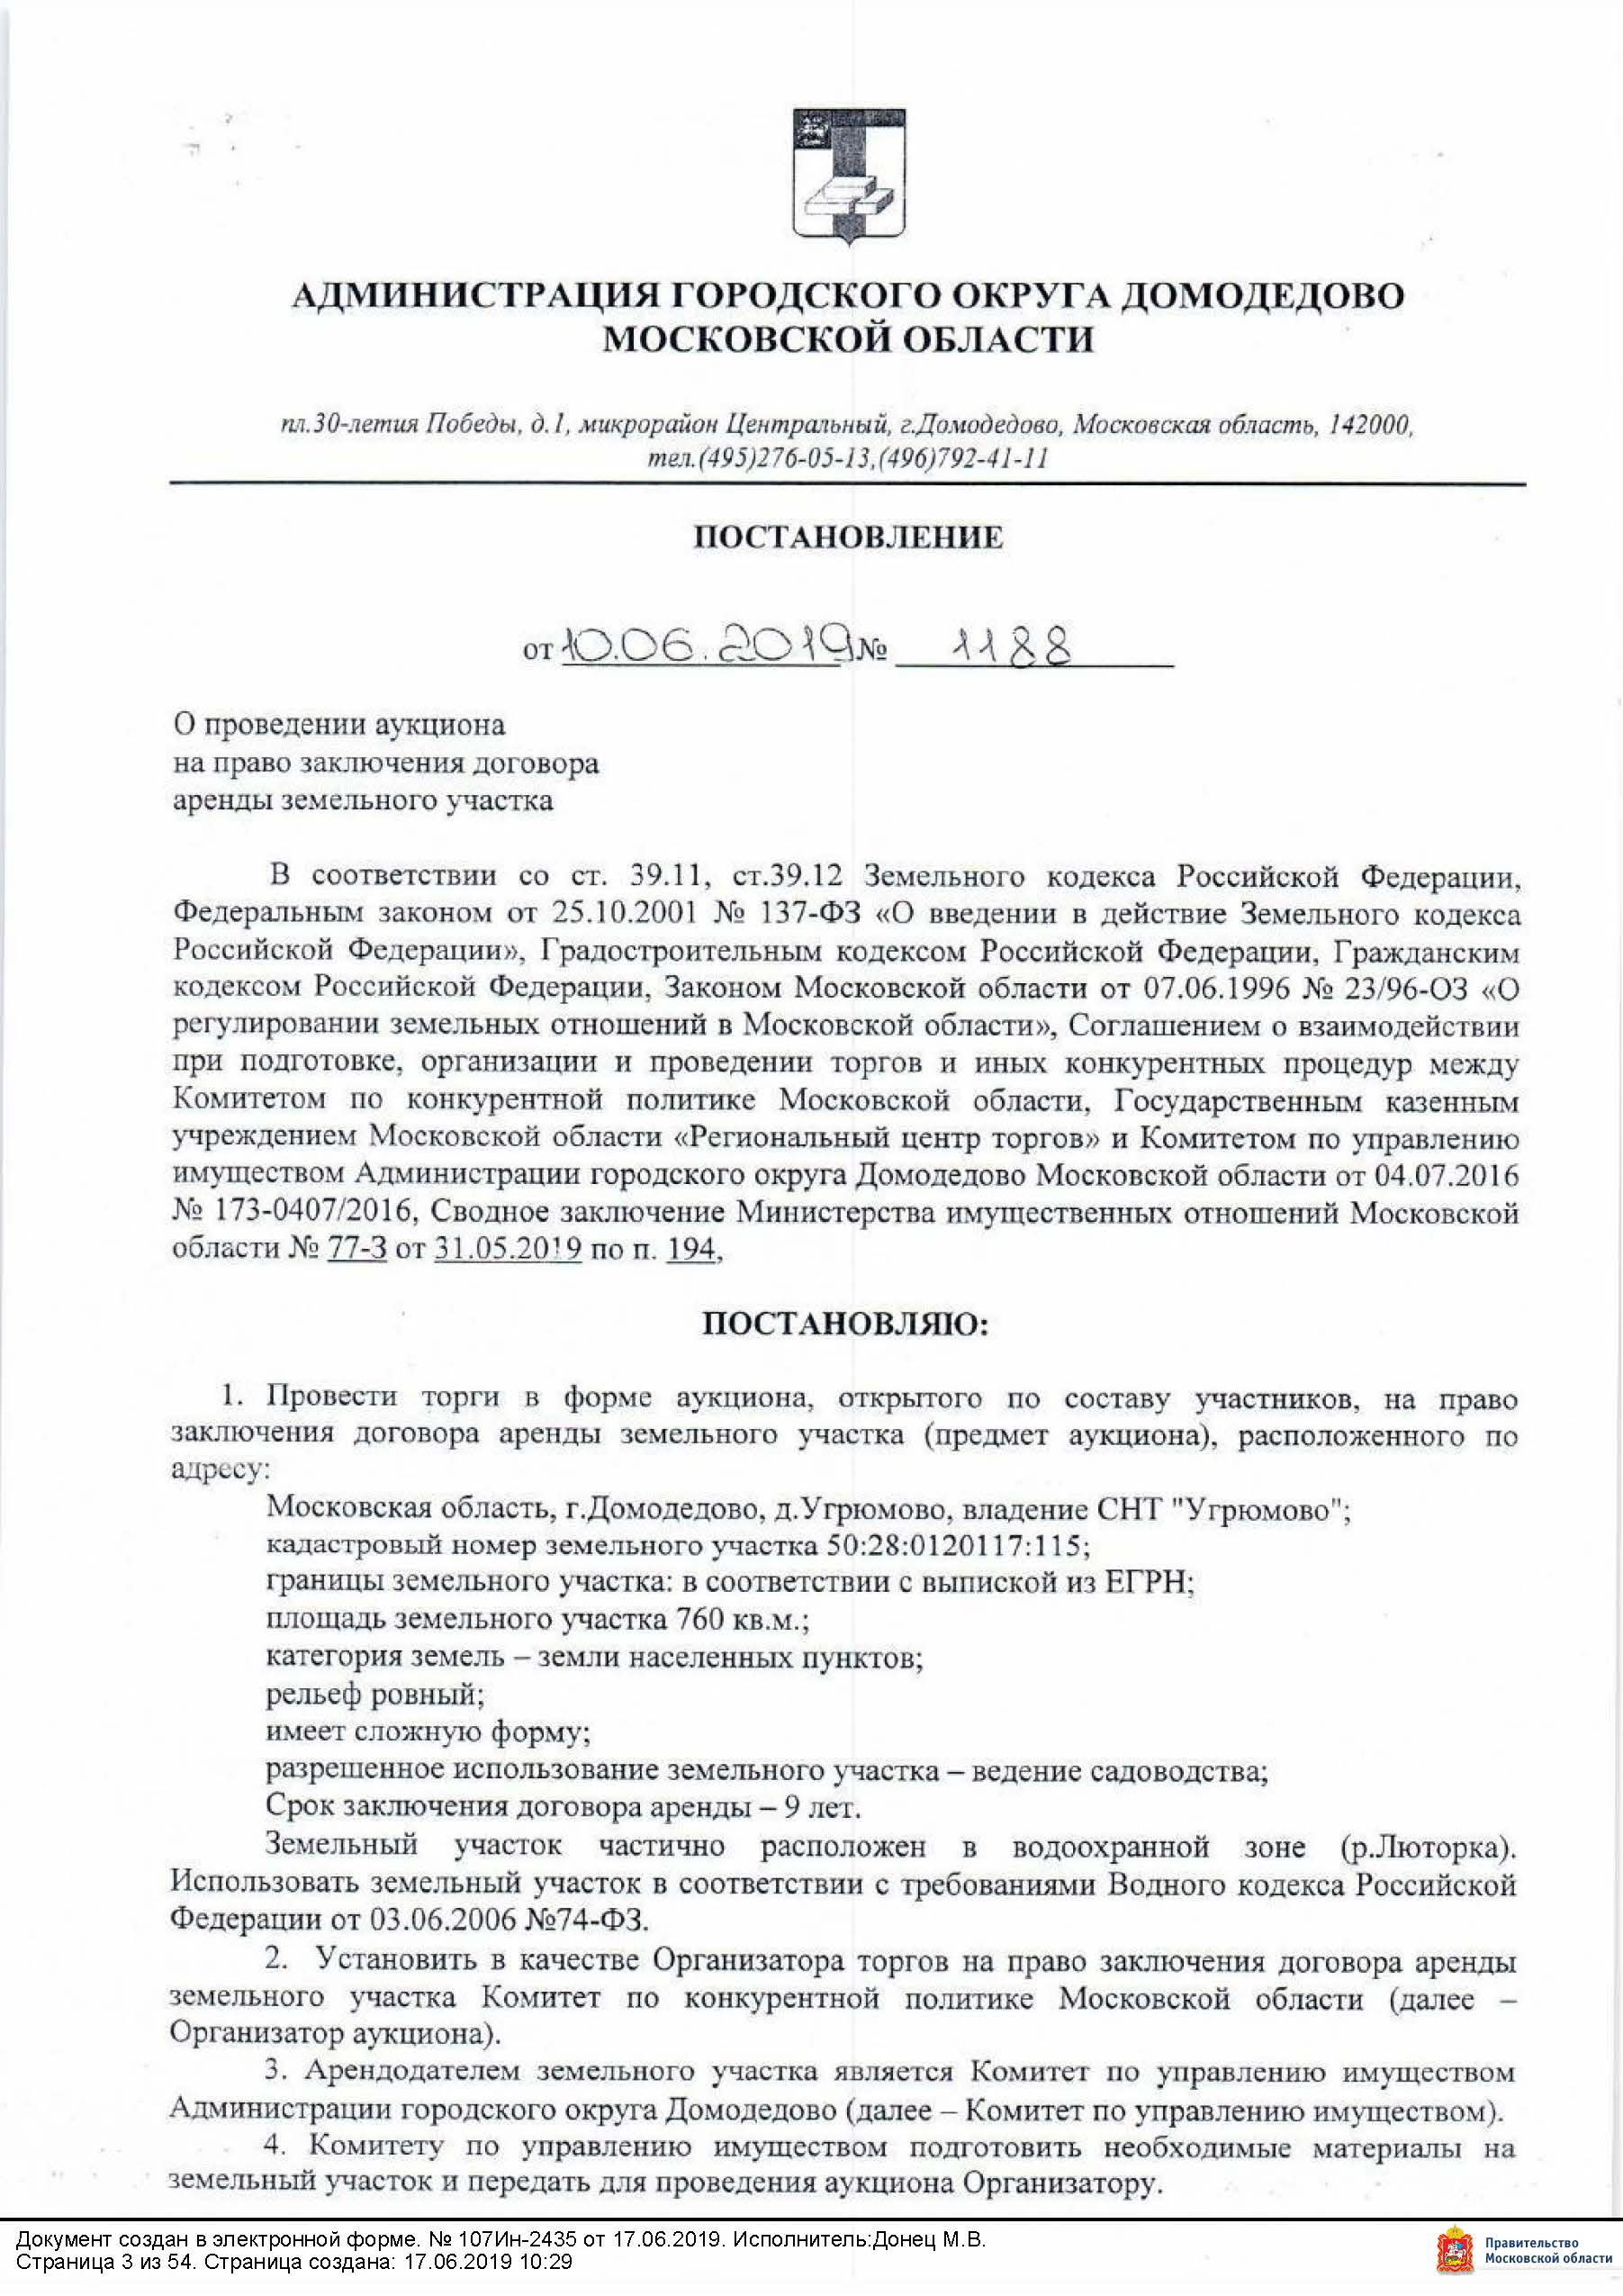 АДМИНИСТРАЦИЯ ГОРОДСКОГО ОКРУГА ДОМОДЕДОВО
МОСКОВСКОЙ ОБЛАСТИ
пл.30-летия Победы, д.1, микрорайон Центральный, г.Домодедово, Московская область, 142000,
тел.(495)276-05-13,(496)792-41-11
ПОСТАНОВЛЕНИЕ
от 10.06.2019 № 1188
О проведении аукциона
на право заключения договора
аренды земельного участка
В соответствии со ст. 39.11, ст.39.12 Земельного кодекса Российской Федерации,
Федеральным законом от 25.10.2001 № 137-ФЗ «О введении в действие Земельного кодекса
Российской Федерации», Градостроительным кодексом Российской Федерации, Гражданским
кодексом Российской Федерации, Законом Московской области от 07.06.1996 № 23/96-ОЗ «О
регулировании земельных отношений в Московской области», Соглашением о взаимодействии
при подготовке, организации и проведении торгов и иных конкурентных процедур между
Комитетом по конкурентной политике Московской области, Государственным казенным
учреждением Московской области «Региональный центр торгов» и Комитетом по управлению
имуществом Администрации городского округа Домодедово Московской области от 04.07.2016
№ 173-0407/2016, Сводное заключение Министерства имущественных отношений Московской
области № 77-З от 31.05.2019 по п. 194,
ПОСТАНОВЛЯЮ:
1. Провести торги в форме аукциона, открытого по составу участников, на право
заключения договора аренды земельного участка (предмет аукциона), расположенного по
адресу:
Московская область, г.Домодедово, д.Угрюмово, владение СНТ "Угрюмово";
кадастровый номер земельного участка 50:28:0120117:115;
границы земельного участка: в соответствии с выпиской из ЕГРН;
площадь земельного участка 760 кв.м.;
категория земель – земли населенных пунктов;
рельеф ровный;
имеет сложную форму;
разрешенное использование земельного участка – ведение садоводства;
Срок заключения договора аренды – 9 лет.
Земельный участок частично расположен в водоохранной зоне (р.Люторка).
Использовать земельный участок в соответствии с требованиями Водного кодекса Российской
Федерации от 03.06.2006 №74-ФЗ.
2. Установить в качестве Организатора торгов на право заключения договора аренды
земельного участка Комитет по конкурентной политике Московской области (далее –
Организатор аукциона).
3. Арендодателем земельного участка является Комитет по управлению имуществом
Администрации городского округа Домодедово (далее – Комитет по управлению имуществом).
4. Комитету по управлению имуществом подготовить необходимые материалы на
земельный участок и передать для проведения аукциона Организатору.
Документ создан в электронной форме. № 107Ин-2435 от 17.06.2019. Исполнитель:Донец М.В.
Страница 3 из 54. Страница создана: 17.06.2019 10:29
Правительство
Московской области